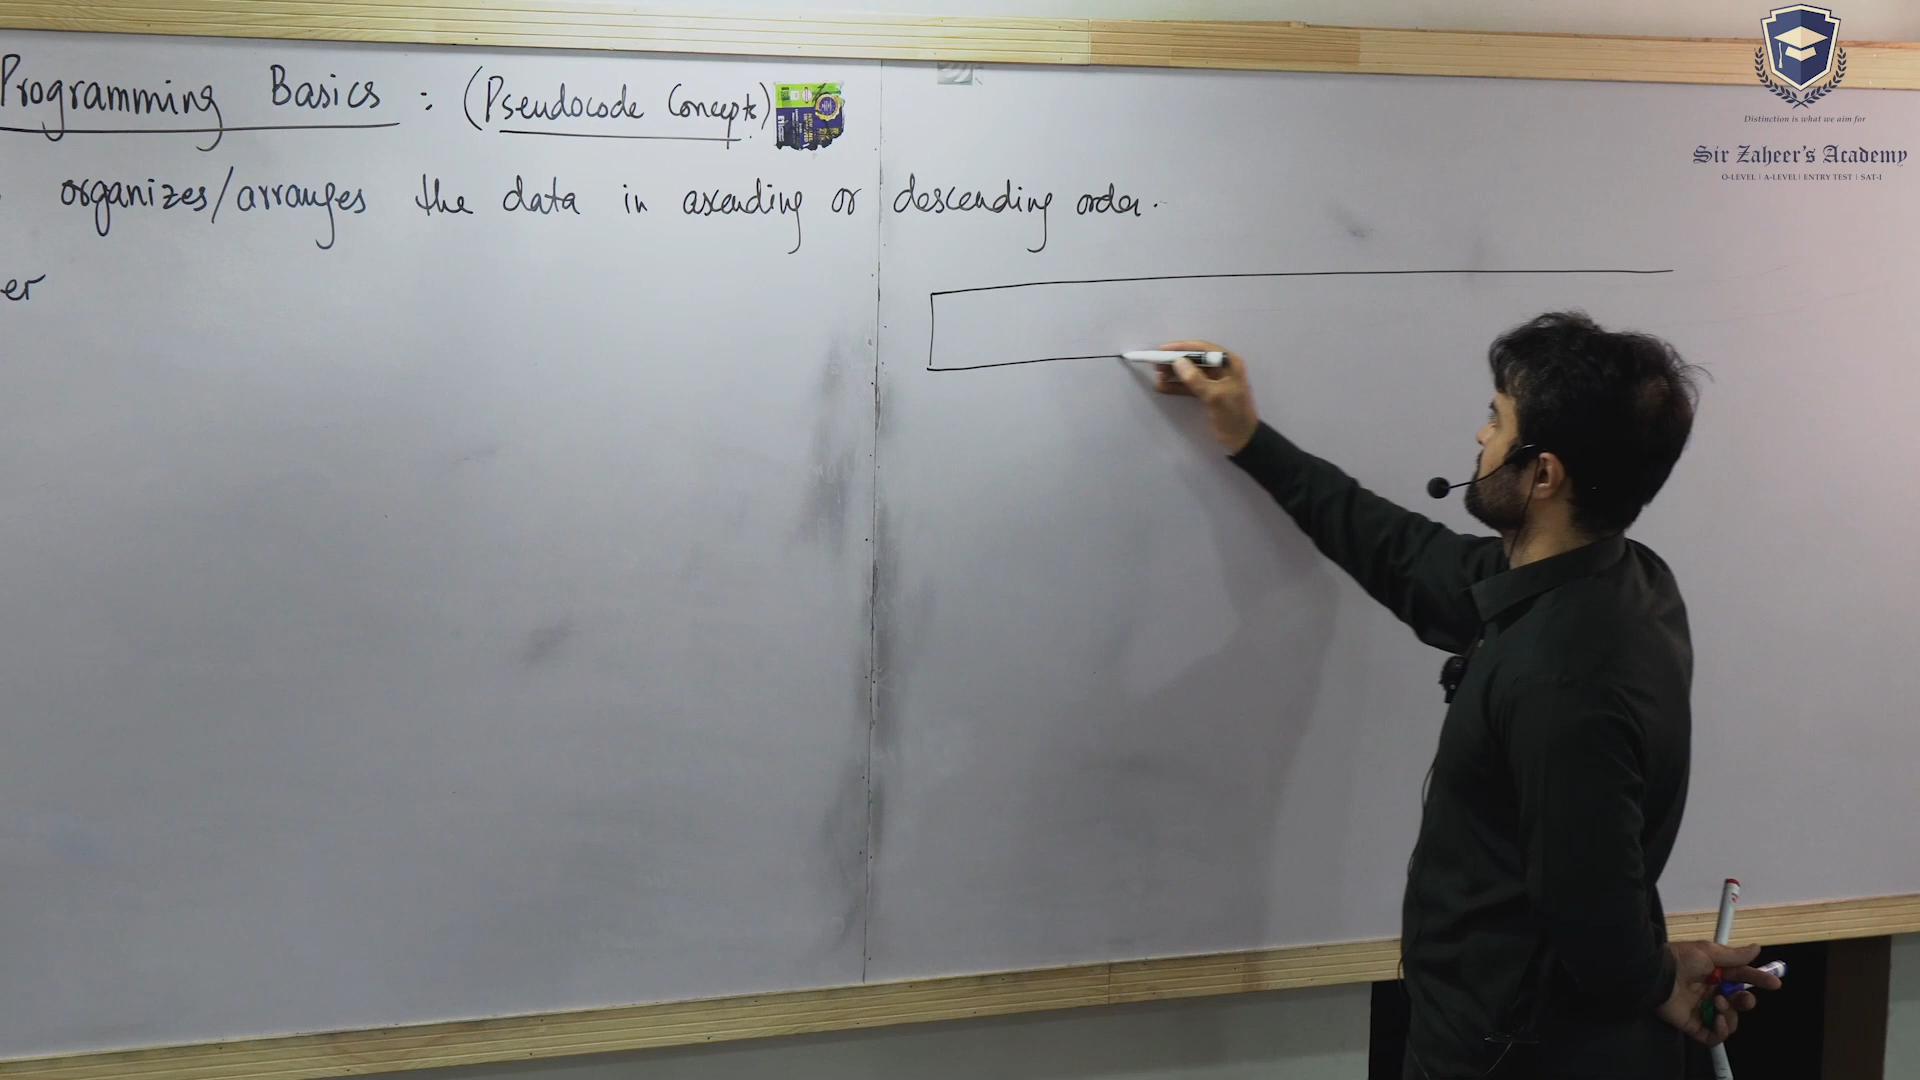 Programming Basics : (Pseudocode Concepts)
organizes/arranges the data in ascending or descending order.
er
Distinction is what we aim for
Sir Zaheer's Academy
O-LEVEL | A-LEVEL | ENTRY TEST | SAT-I